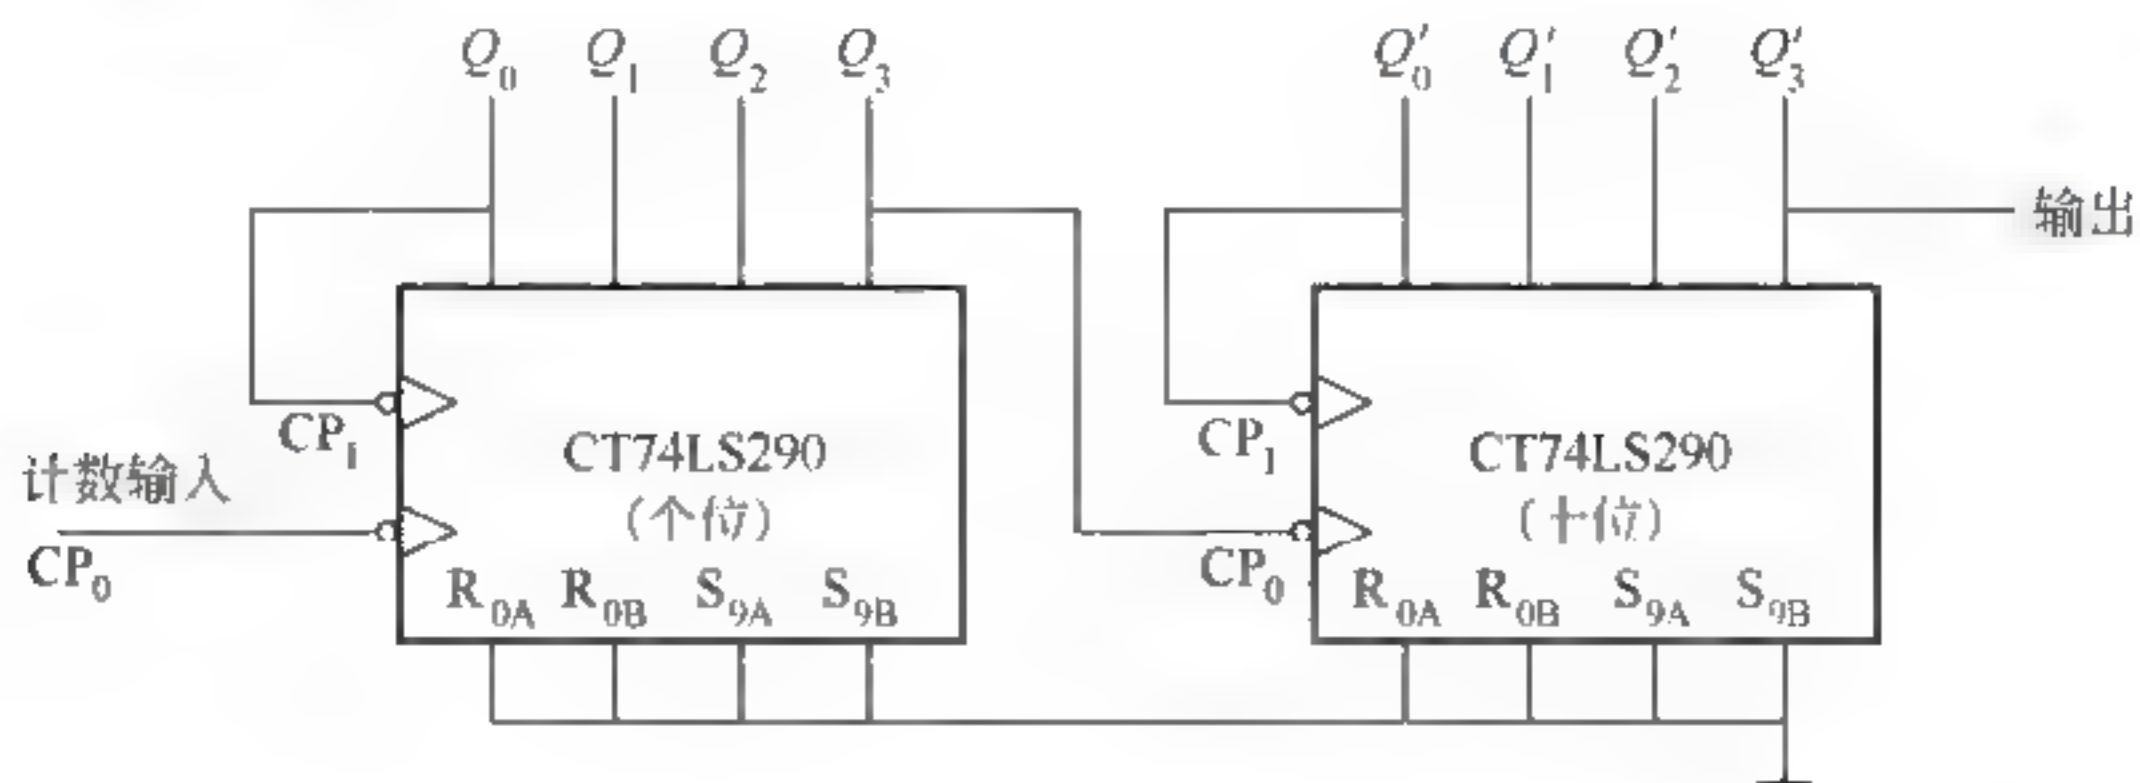 Q₀ Q₁ Q₂ Q₃ Q′₀ Q′₁ Q′₂ Q′₃
输出
CP₁ CP₁
计数输入
CP₀ CP₀
CT74LS290 CT74LS290
(个位) (十位)
R₀A R₀B S₉A S₉B R₀A R₀B S₉A S₉B